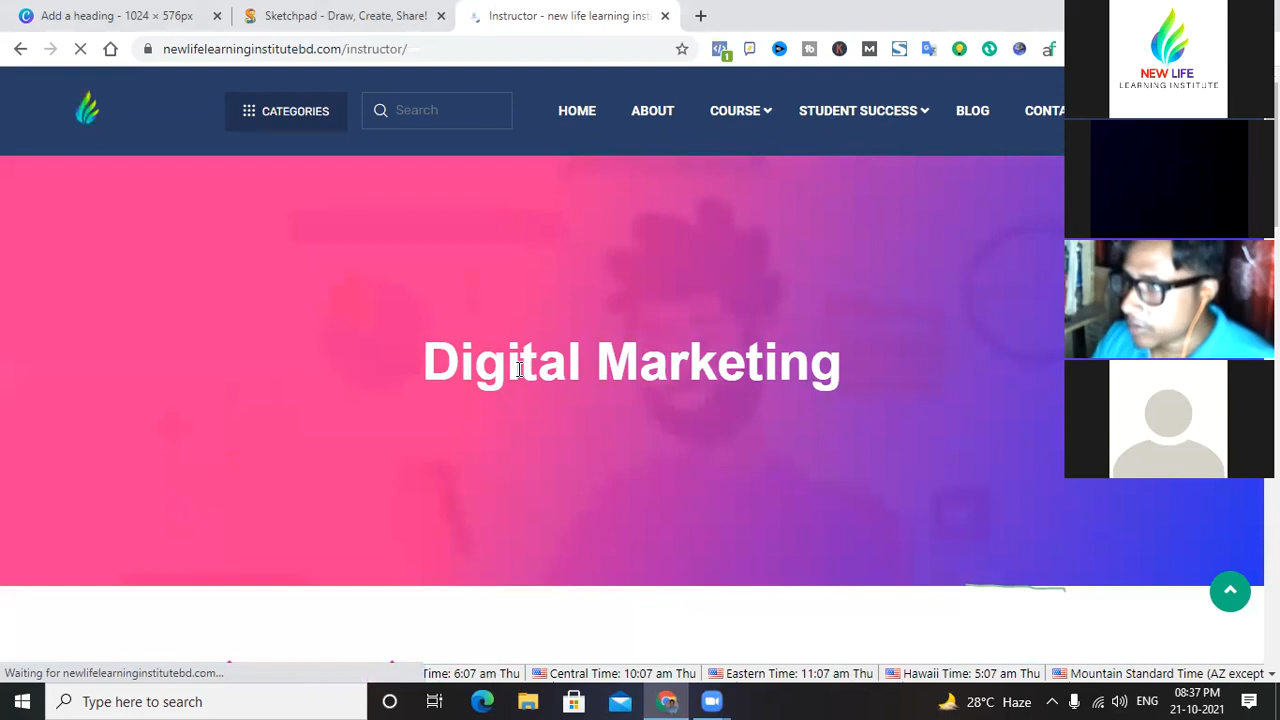 Add a heading - 1024 × 576px
Sketchpad - Draw, Create, Share!
Instructor - new life learning inst
newlifelearninginstitutebd.com/instructor/
1
CATEGORIES
Search
HOME
ABOUT
COURSE
STUDENT SUCCESS
BLOG
CONTA
NEW LIFE
LEARNING INSTITUTE
Digital Marketing
Waiting for newlifelearninginstitutebd.com...
Time: 6:07 am Thu
Central Time: 10:07 am Thu
Eastern Time: 11:07 am Thu
Hawaii Time: 5:07 am Thu
Mountain Standard Time (AZ except
Type here to search
28°C Haze
ENG
08:37 PM
21-10-2021